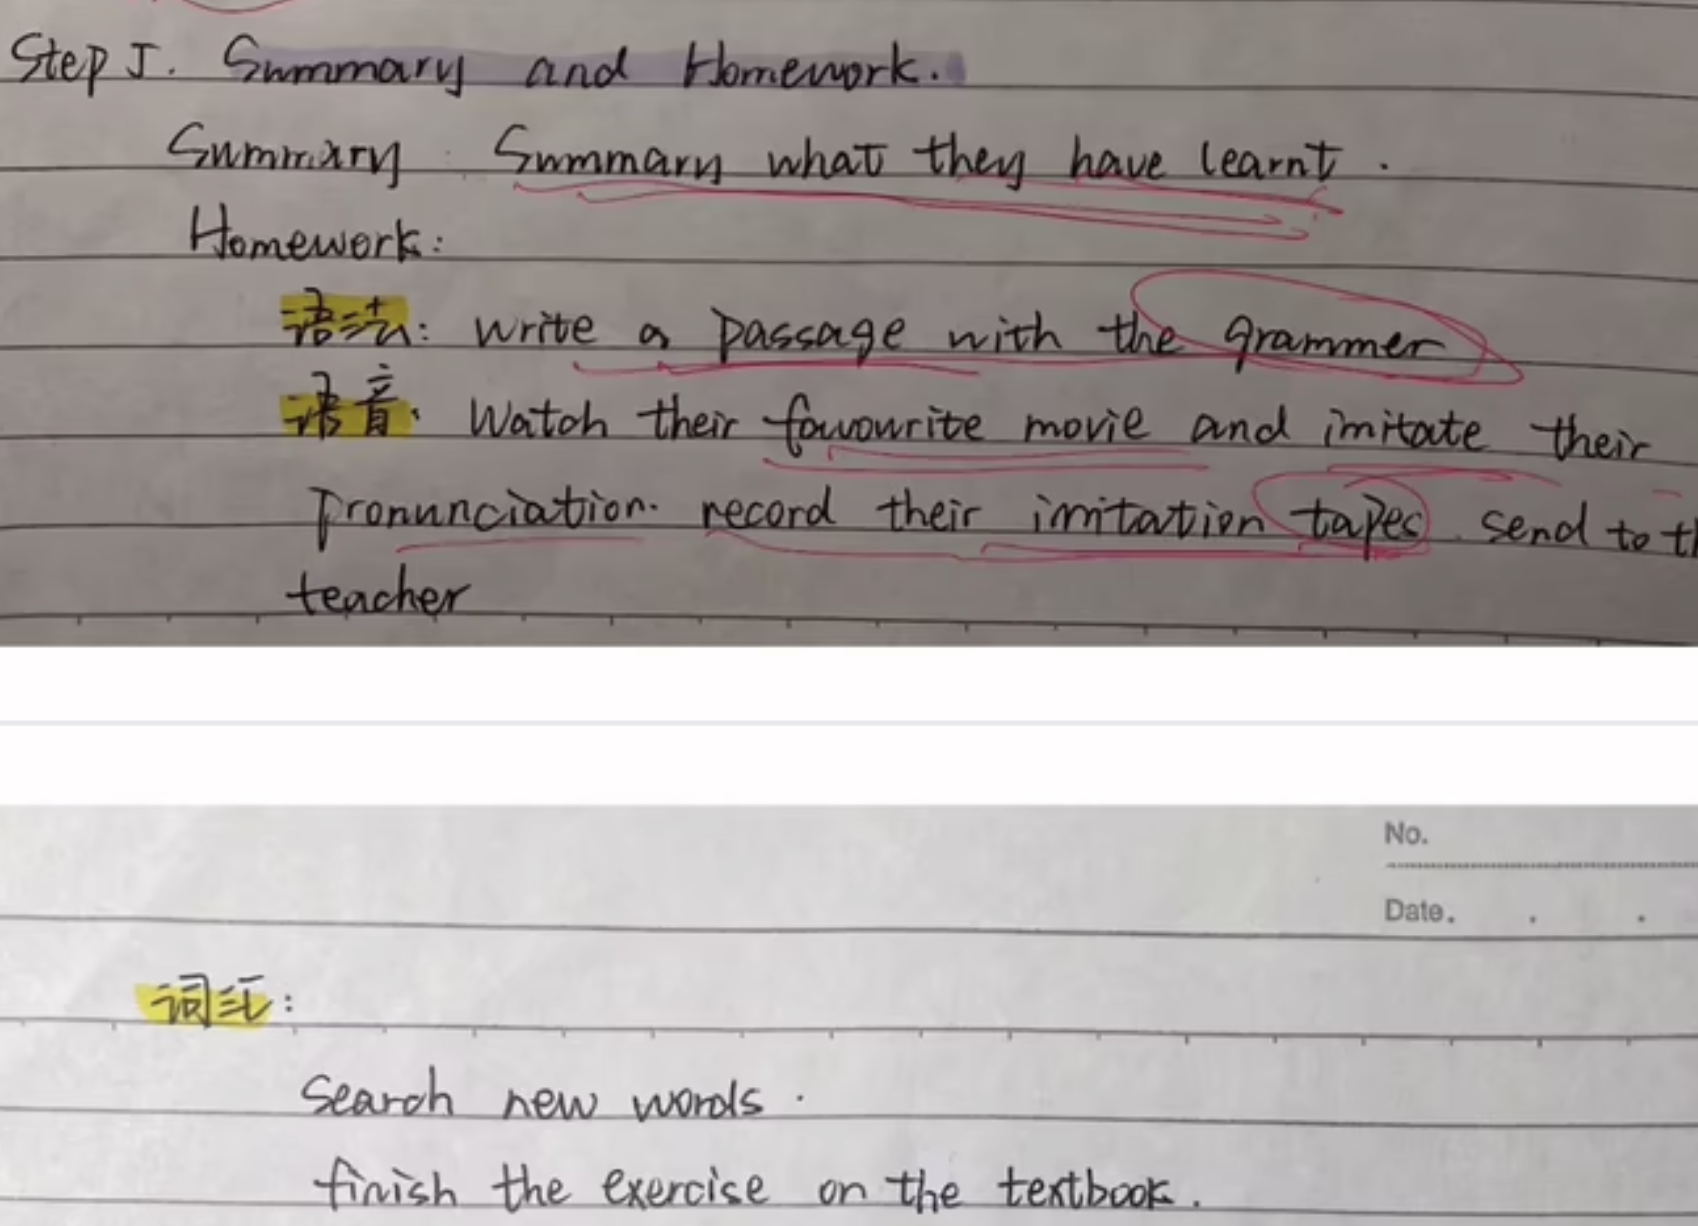 Step 5. Summary and Homework.
Summary: Summary what they have learnt.
Homework:
语法: write a passage with the grammer
语音: Watch their favourite movie and imitate their
Pronunciation. record their imitation tapes. send to th
teacher
No.
Date.
词汇:
Search new words.
finish the exercise on the textbook.